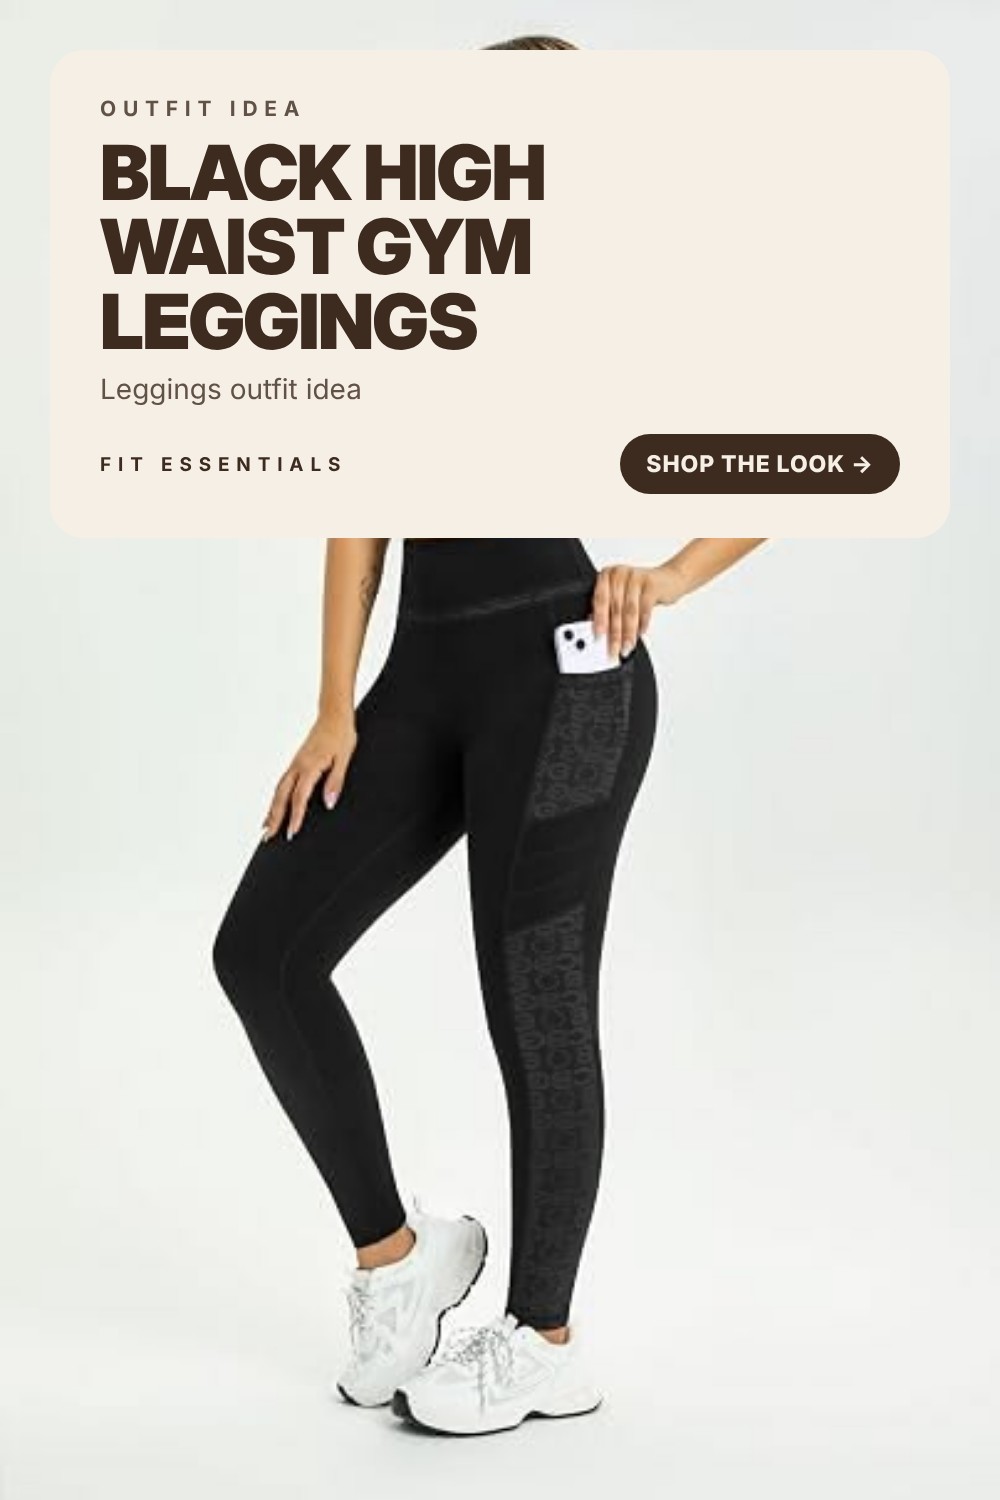 OUTFIT IDEA
BLACK HIGH
WAIST GYM
LEGGINGS
Leggings outfit idea
FIT ESSENTIALS
SHOP THE LOOK →